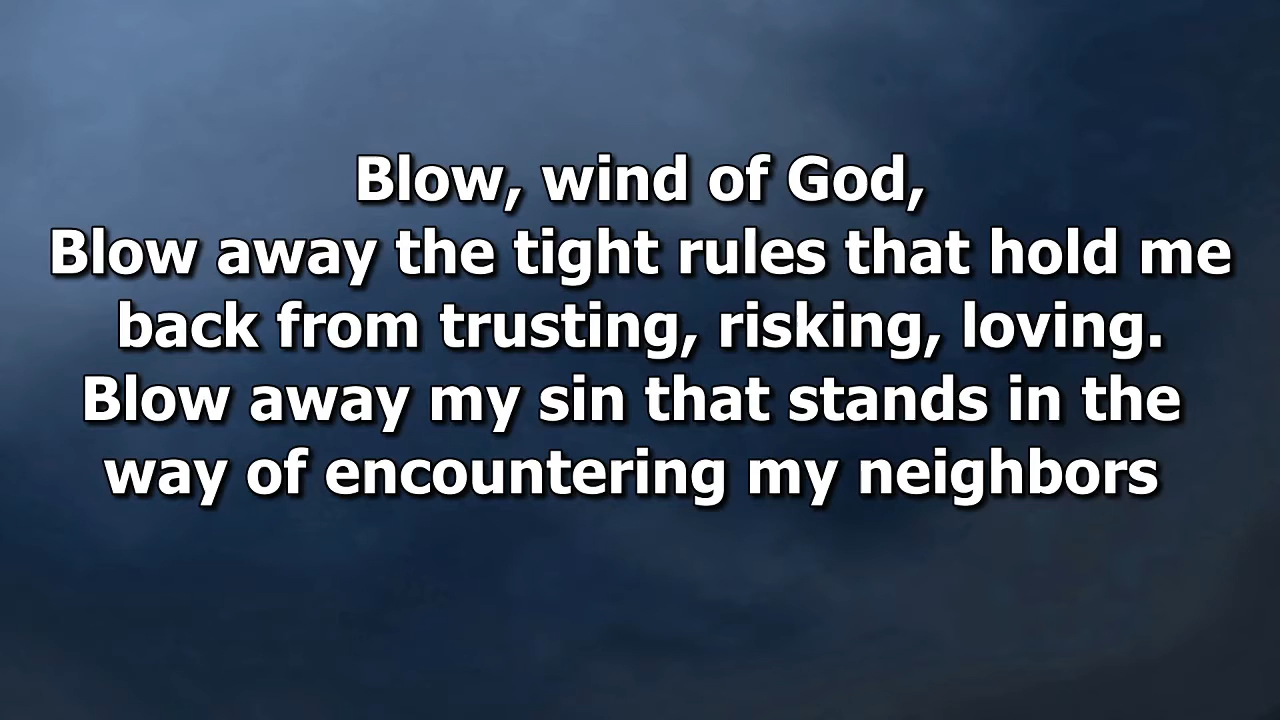 Blow, wind of God,
Blow away the tight rules that hold me
back from trusting, risking, loving.
Blow away my sin that stands in the
way of encountering my neighbors